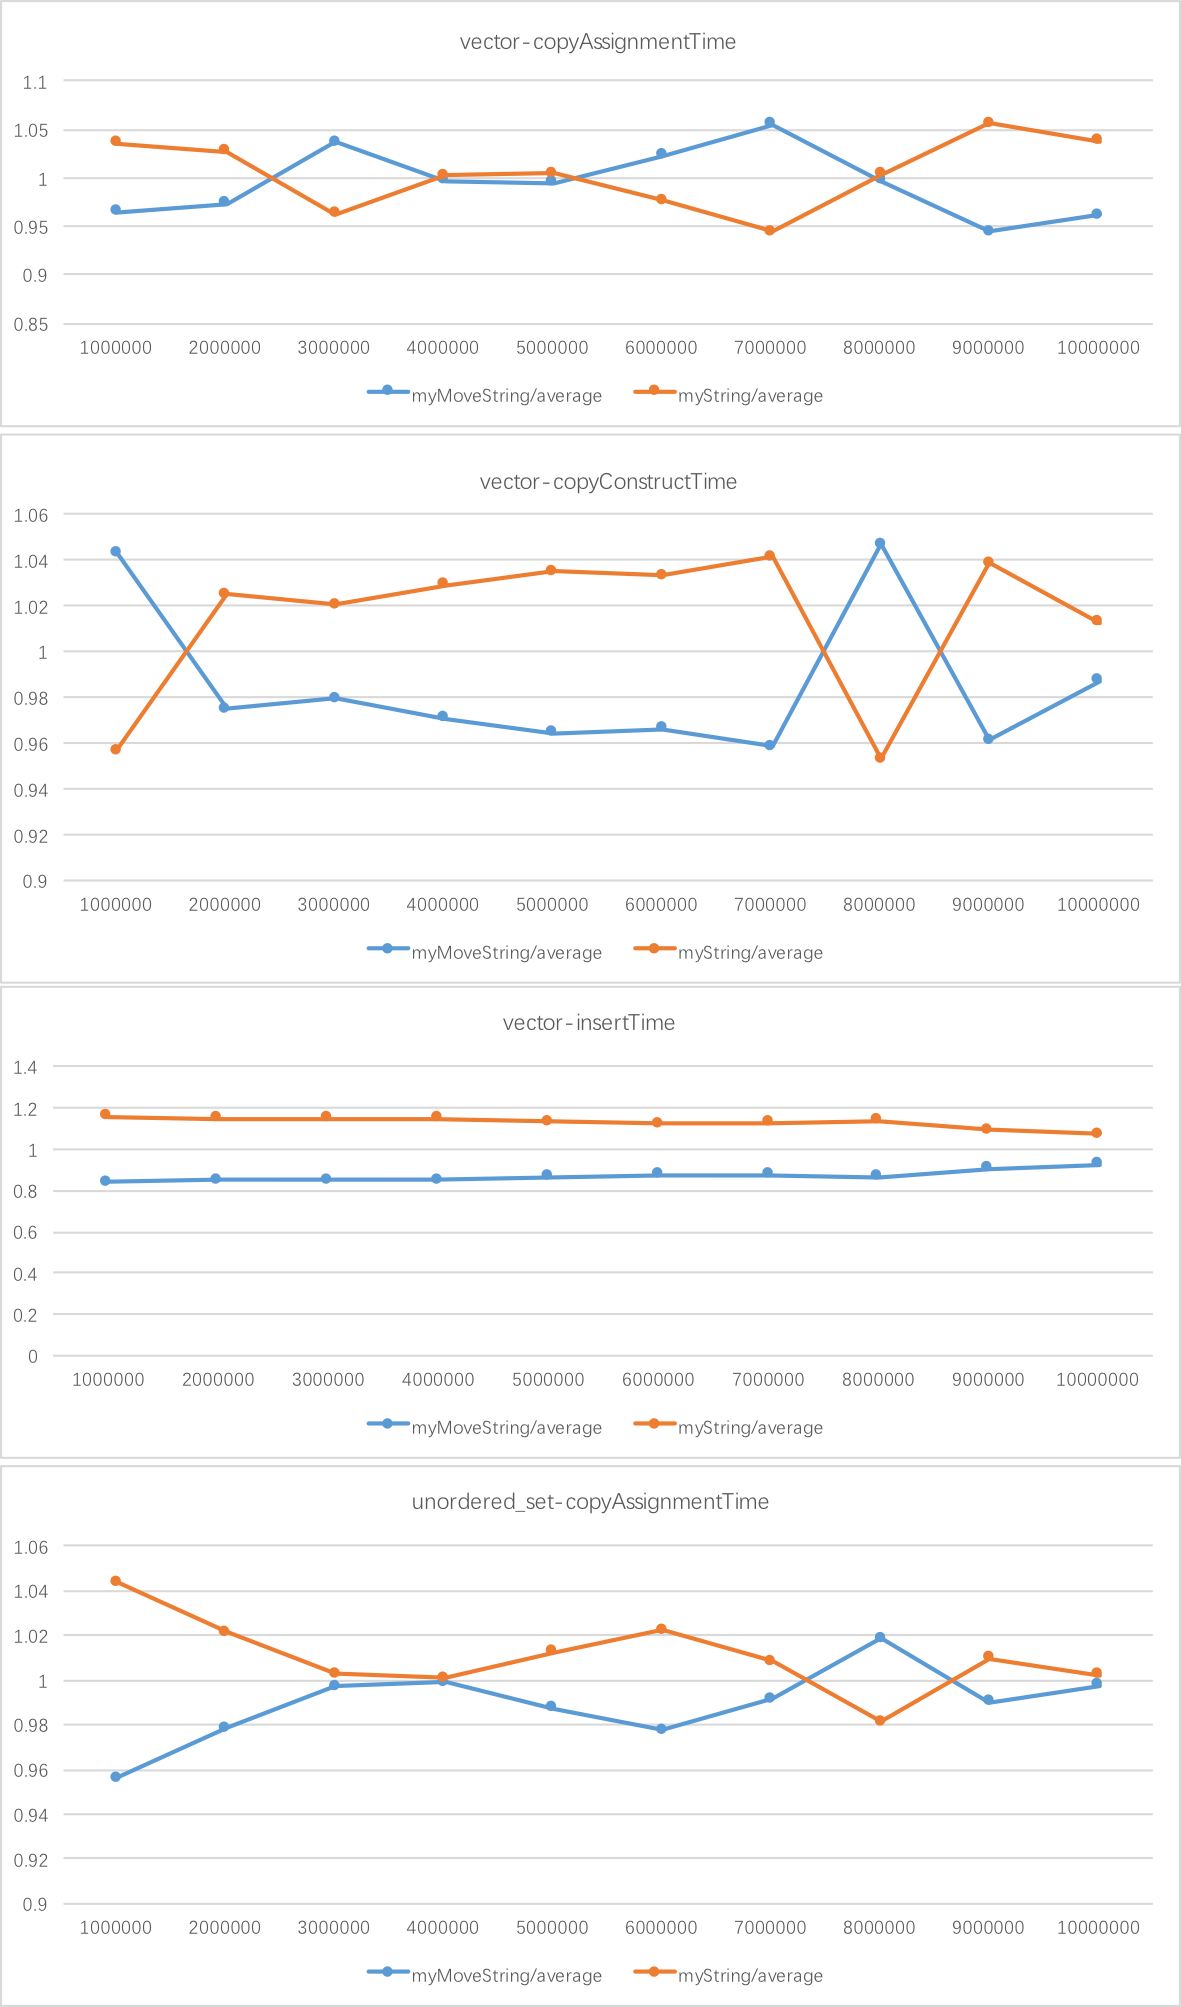 vector-copyAssignmentTime
1.1
1.05
1
0.95
0.9
0.85
1000000 2000000 3000000 4000000 5000000 6000000 7000000 8000000 9000000 10000000
myMoveString/average myString/average
vector-copyConstructTime
1.06
1.04
1.02
1
0.98
0.96
0.94
0.92
0.9
1000000 2000000 3000000 4000000 5000000 6000000 7000000 8000000 9000000 10000000
myMoveString/average myString/average
vector-insertTime
1.4
1.2
1
0.8
0.6
0.4
0.2
0
1000000 2000000 3000000 4000000 5000000 6000000 7000000 8000000 9000000 10000000
myMoveString/average myString/average
unordered_set-copyAssignmentTime
1.06
1.04
1.02
1
0.98
0.96
0.94
0.92
0.9
1000000 2000000 3000000 4000000 5000000 6000000 7000000 8000000 9000000 10000000
myMoveString/average myString/average